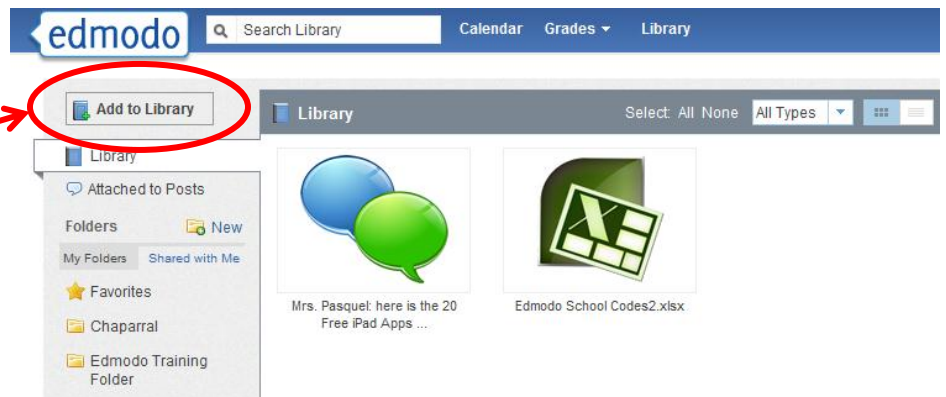 edmodo
Search Library
Calendar Grades Library
Add to Library
Library
Attached to Posts
Folders New
My Folders Shared with Me
Favorites
Chaparral
Edmodo Training
Folder
Library
Select: All None All Types
Mrs. Pasquel: here is the 20
Free iPad Apps ...
Edmodo School Codes2.xlsx